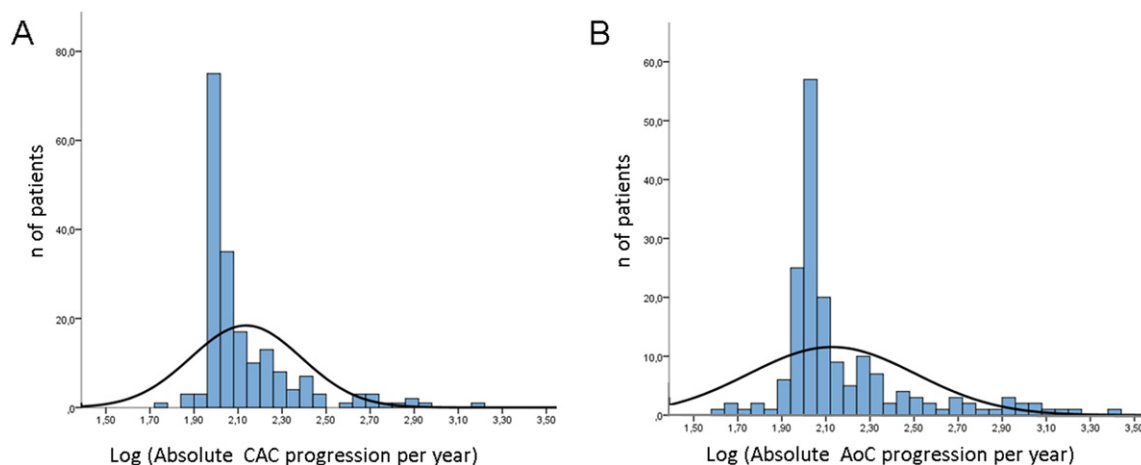 A
80,0
60,0
40,0
20,0
,0
n of patients
1,50 1,70 1,90 2,10 2,30 2,50 2,70 2,90 3,10 3,30 3,50
Log (Absolute CAC progression per year)
B
60,0
50,0
40,0
30,0
20,0
10,0
,0
n of patients
1,50 1,70 1,90 2,10 2,30 2,50 2,70 2,90 3,10 3,30 3,50
Log (Absolute AoC progression per year)